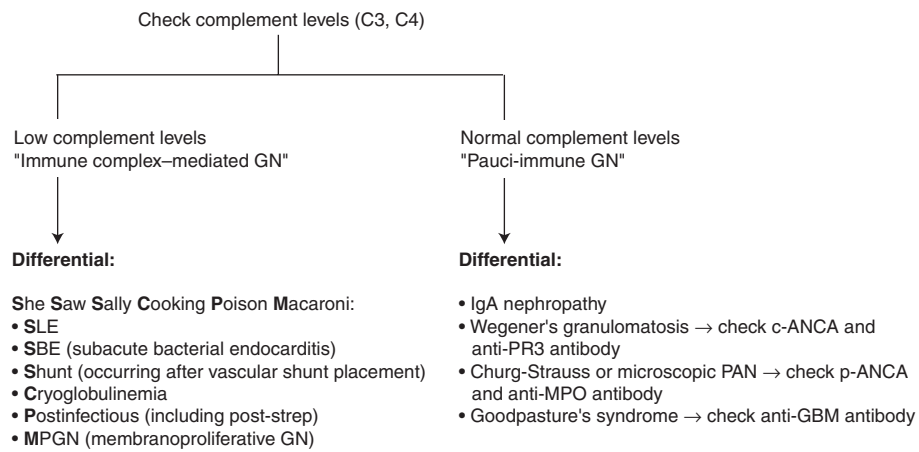 Check complement levels (C3, C4)
Low complement levels
"Immune complex–mediated GN"
Differential:
She Saw Sally Cooking Poison Macaroni:
• SLE
• SBE (subacute bacterial endocarditis)
• Shunt (occurring after vascular shunt placement)
• Cryoglobulinemia
• Postinfectious (including post-strep)
• MPGN (membranoproliferative GN)
Normal complement levels
"Pauci-immune GN"
Differential:
• IgA nephropathy
• Wegener's granulomatosis → check c-ANCA and
anti-PR3 antibody
• Churg-Strauss or microscopic PAN → check p-ANCA
and anti-MPO antibody
• Goodpasture's syndrome → check anti-GBM antibody